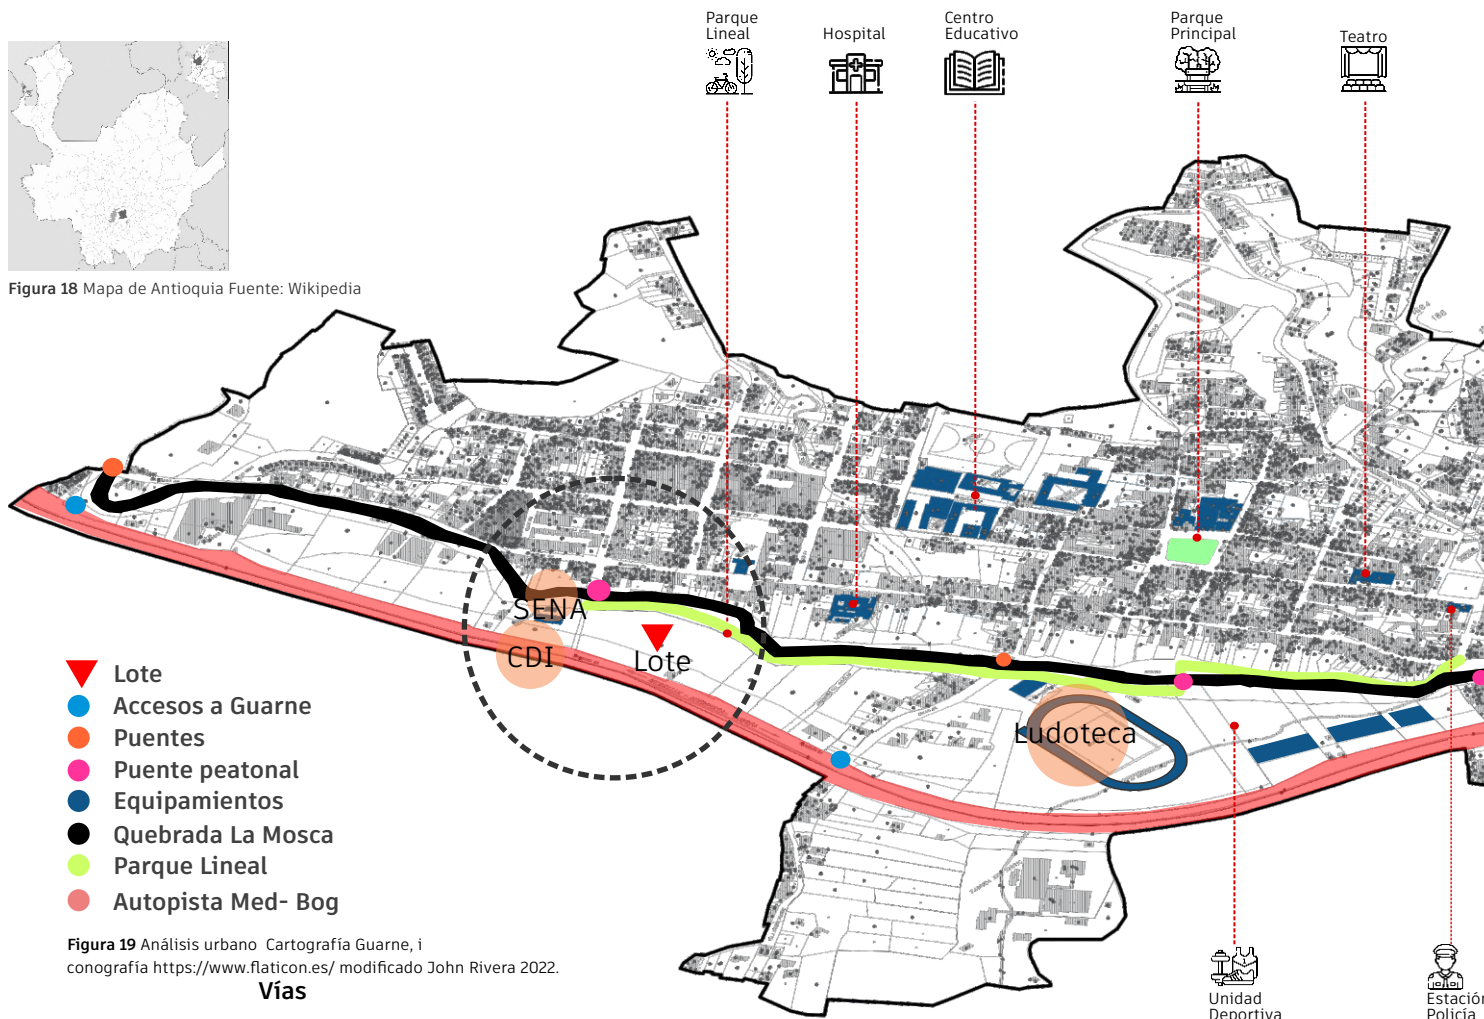 Parque
Lineal
Hospital
Centro
Educativo
Parque
Principal
Teatro
Figura 18 Mapa de Antioquia Fuente: Wikipedia
SENA
CDI
Lote
Ludoteca
Lote
Accesos a Guarne
Puentes
Puente peatonal
Equipamientos
Quebrada La Mosca
Parque Lineal
Autopista Med- Bog
Figura 19 Análisis urbano Cartografía Guarne, i
conografía https://www.flaticon.es/ modificado John Rivera 2022.
Vías
Unidad
Deportiva
Estación
Policía